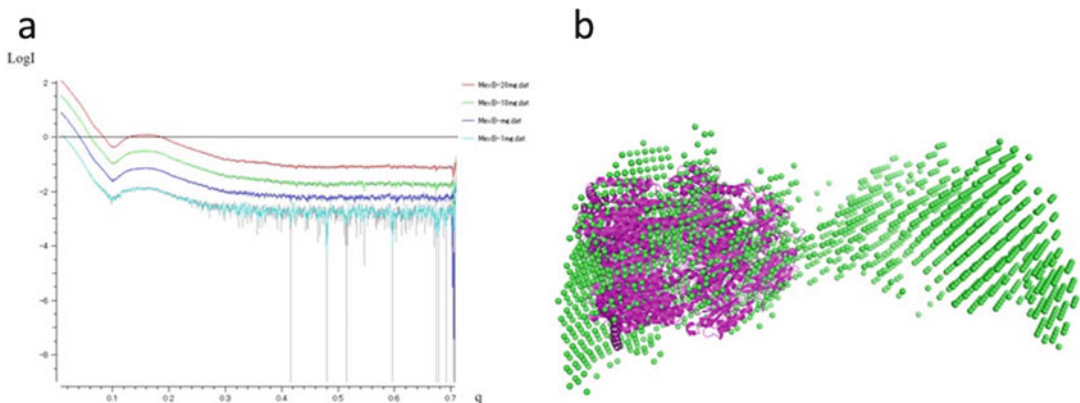 a
b
LogI
2
0
-2
-4
-6
-8
0.1 0.2 0.3 0.4 0.5 0.6 0.7
q
MexB-20mg.dat
MexB-10mg.dat
MexB-mg.dat
MexB-1mg.dat